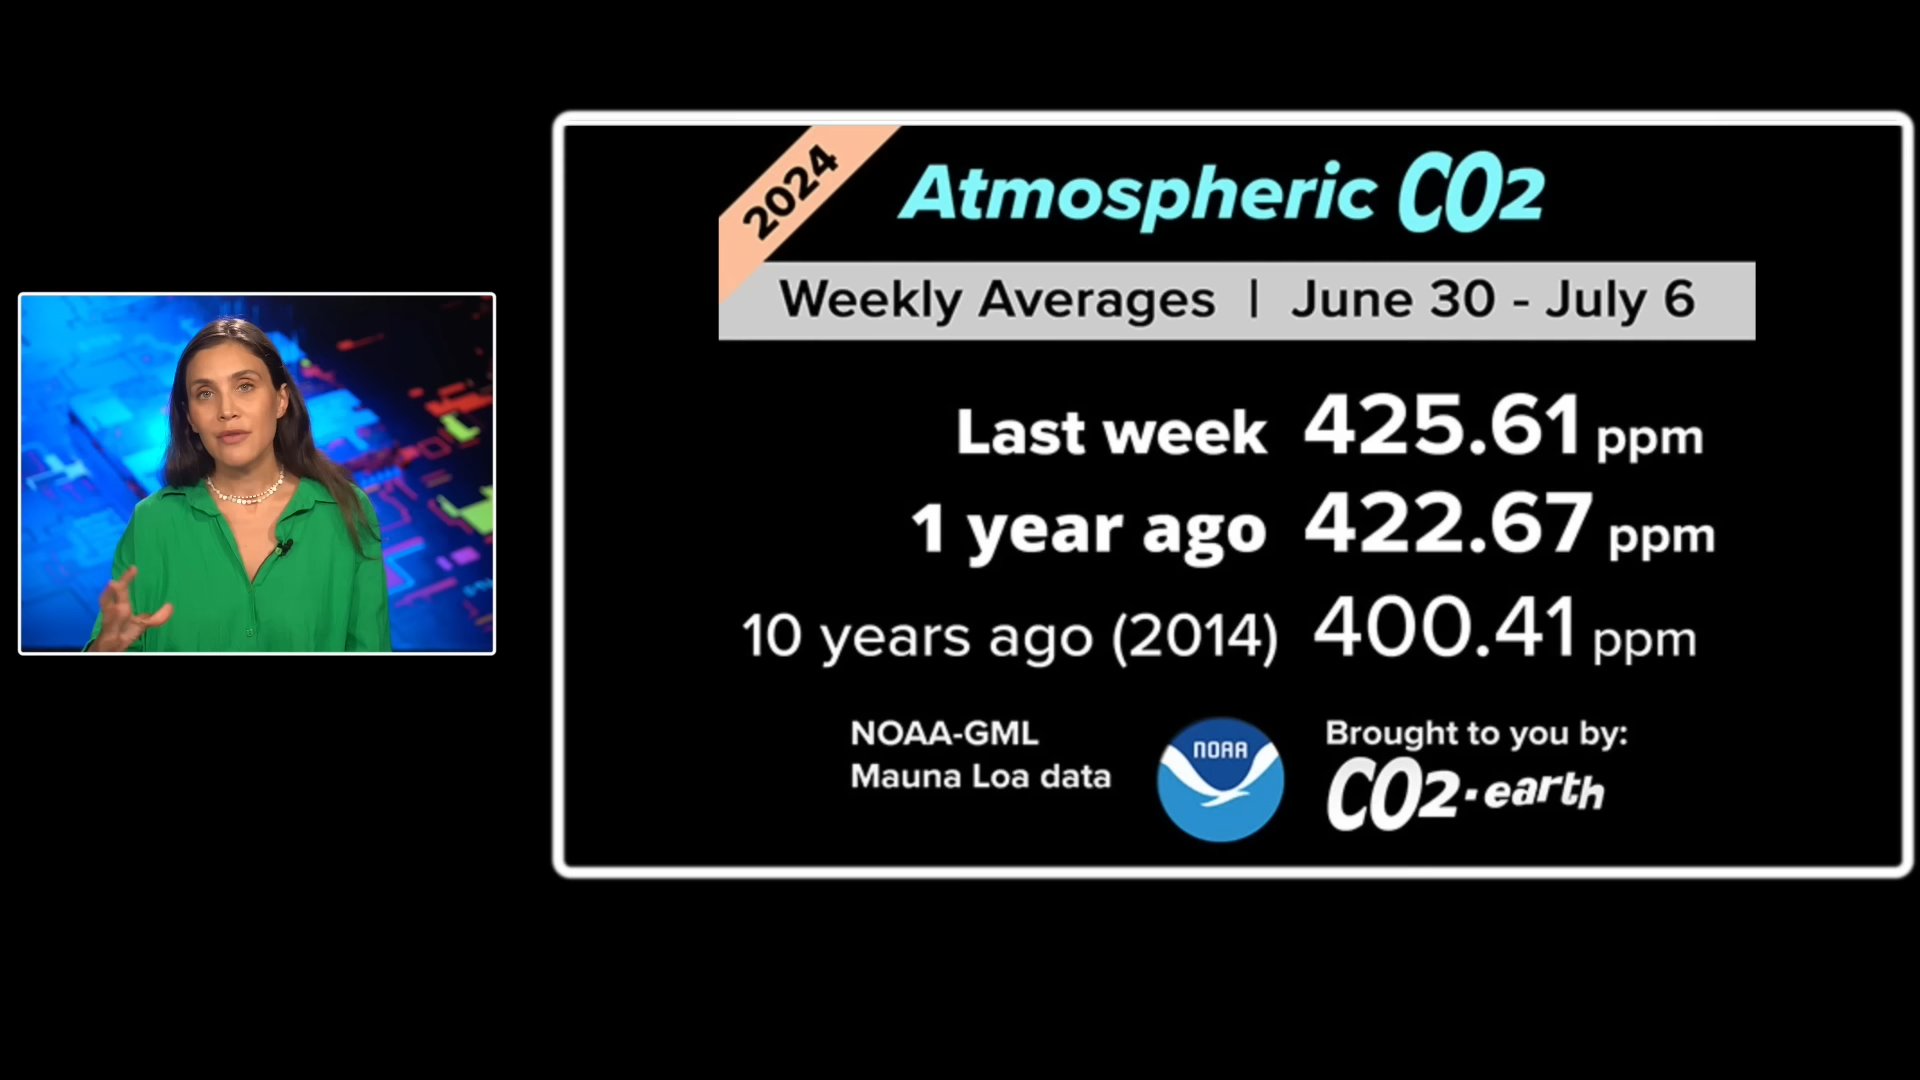 2024
Atmospheric CO2
Weekly Averages | June 30 - July 6
Last week 425.61 ppm
1 year ago 422.67 ppm
10 years ago (2014) 400.41 ppm
NOAA-GML
Mauna Loa data
NOAA
Brought to you by:
CO2·earth